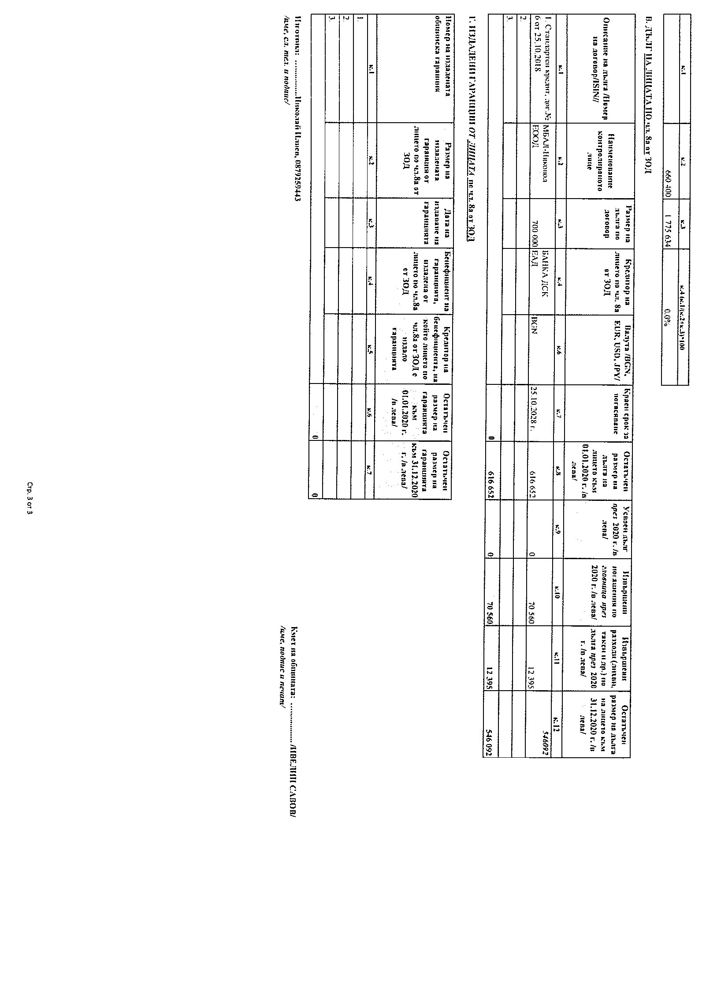 к.1 к.2 к.3 к.4 (к.1/(к.2+к.3)*100
660 400 1 775 634 0.0%
В. ДЪЛГ НА ЛИЦАТА ПО чл. 8а от ЗОД
Описание на дълга /Номер на договор/ISIN//
Наименование контролираното лице
Размер на дълга по договор
Кредитор на лицето по чл. 8а от ЗОД
Валута /BGN, EUR, USD, JPY/
Краен срок за погасяване
Остатъчен размер на дълга на лицето към 01.01.2020 г. /в лева/
Усвоен дълг през 2020 г. /в лева/
Извършени погашения по главница през 2020 г. /в лева/
Извършени разходи (лихви, такси и др.) по дълга през 2020 г. /в лева/
Остатъчен размер на дълга на лицето към 31.12.2020 г. /в лева/
к.1 к.2 к.3 к.4 к.6 к.7 к.8 к.9 к.10 к.11 к.12
1. Стандартен кредит, дог.№ 6 от 25.10.2018 МБАЛ-Никопол ЕООД 700 000 БАНКА ДСК ЕАД BGN 25.10.2028 г. 616 652 0 70 560 12 395 546092
2.
3.
0 616 652 0 70 560 12 395 546 092
Г. ИЗДАДЕНИ ГАРАНЦИИ ОТ ЛИЦАТА по чл. 8а от ЗОД
Номер на издадената общинска гаранция
Размер на издадената гаранция от лицето по чл.8а от ЗОД
Дата на издаване на гаранцията
Бенефициент на гаранцията, издадена от лицето по чл.8а от ЗОД
Кредитор на бенефициента, на който лицето по чл.8а от ЗОД е издало гаранцията
Остатъчен размер на гаранцията към 01.01.2020 г. /в лева/
Остатъчен размер на гаранцията към 31.12.2020 г. /в лева/
к.1 к.2 к.3 к.4 к.5 к.6 к.7
1.
2.
3.
0 0
Изготвил: ................Николай Илиев, 0879259443
/име, сл. тел. и подпис/
Кмет на общината: ................. /ИВЕЛИН САВОВ/
/име, подпис и печат/
Стр. 3 от 3